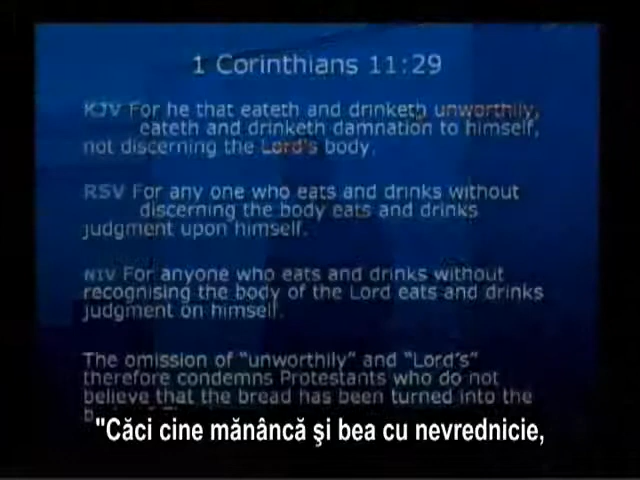 1 Corinthians 11:29
KJV For he that eateth and drinketh unworthily,
eateth and drinketh damnation to himself,
not discerning the Lord's body.
RSV For any one who eats and drinks without
discerning the body eats and drinks
judgment upon himself.
NIV For anyone who eats and drinks without
recognising the body of the Lord eats and drinks
judgment on himself.
The omission of "unworthily" and "Lord's"
therefore condemns Protestants who do not
believe that the bread has been turned into the
"Căci cine mănâncă şi bea cu nevrednicie,